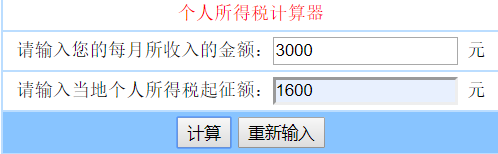 个人所得税计算器
请输入您的每月所收入的金额：3000 元
请输入当地个人所得税起征额：1600 元
计算 重新输入